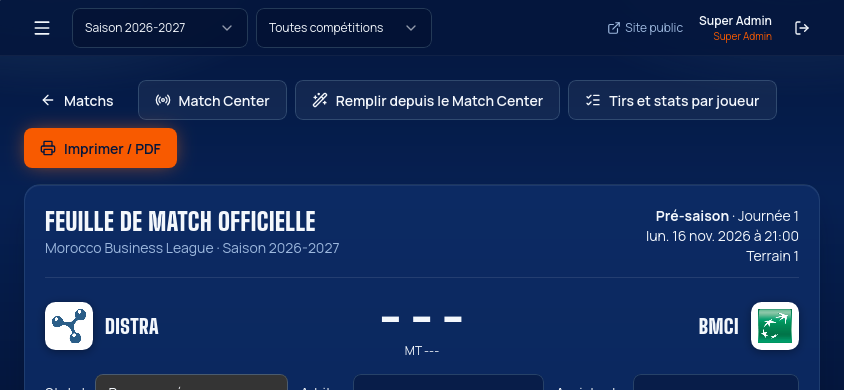 Saison 2026-2027
Toutes compétitions
Site public
Super Admin
Super Admin
Matchs
Match Center
Remplir depuis le Match Center
Tirs et stats par joueur
Imprimer / PDF
FEUILLE DE MATCH OFFICIELLE
Morocco Business League · Saison 2026-2027
Pré-saison · Journée 1
lun. 16 nov. 2026 à 21:00
Terrain 1
DISTRA
– – –
BMCI
MT ---